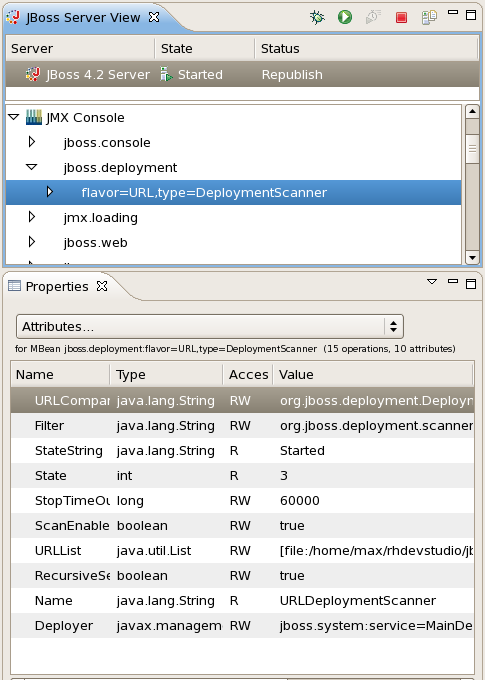 JBoss Server View
Server State Status
JBoss 4.2 Server Started Republish
JMX Console
jboss.console
jboss.deployment
flavor=URL,type=DeploymentScanner
jmx.loading
jboss.web
Properties
Attributes...
for MBean jboss.deployment:flavor=URL,type=DeploymentScanner (15 operations, 10 attributes)
Name Type Acces Value
URLCompar java.lang.String RW org.jboss.deployment.Deployn
Filter java.lang.String RW org.jboss.deployment.scanner
StateString java.lang.String R Started
State int R 3
StopTimeOu long RW 60000
ScanEnable boolean RW true
URLList java.util.List RW [file:/home/max/rhdevstudio/jb
RecursiveSe boolean RW true
Name java.lang.String R URLDeploymentScanner
Deployer javax.managem RW jboss.system:service=MainDe